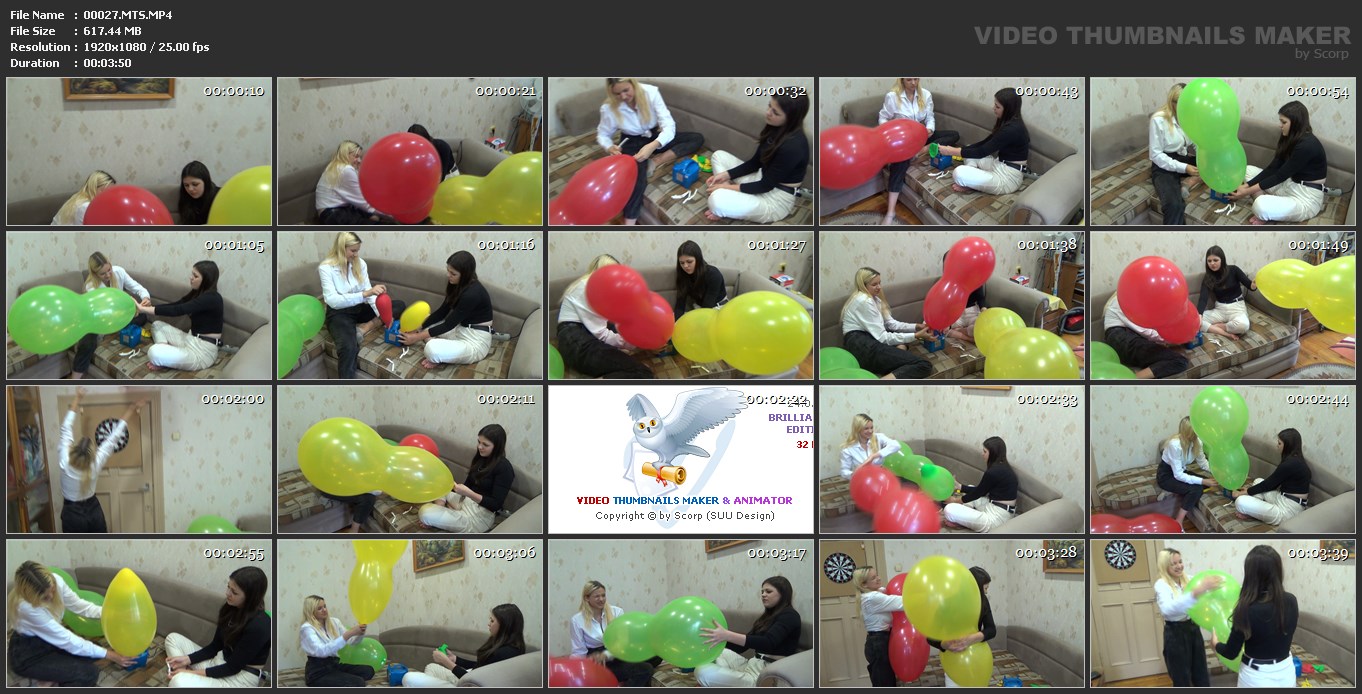 File Name : 00027.MTS.MP4
File Size : 617.44 MB
Resolution : 1920x1080 / 25.00 fps
Duration : 00:03:50
VIDEO THUMBNAILS MAKER
by Scorp
00:00:10
00:00:21
00:00:32
00:00:43
00:00:54
00:01:05
00:01:16
00:01:27
00:01:38
00:01:49
00:02:00
00:02:11
00:02:22
BRILLIA
EDIT
32
VIDEO THUMBNAILS MAKER & ANIMATOR
Copyright © by Scorp (SUU Design)
00:02:33
00:02:44
00:02:55
00:03:06
00:03:17
00:03:28
00:03:39